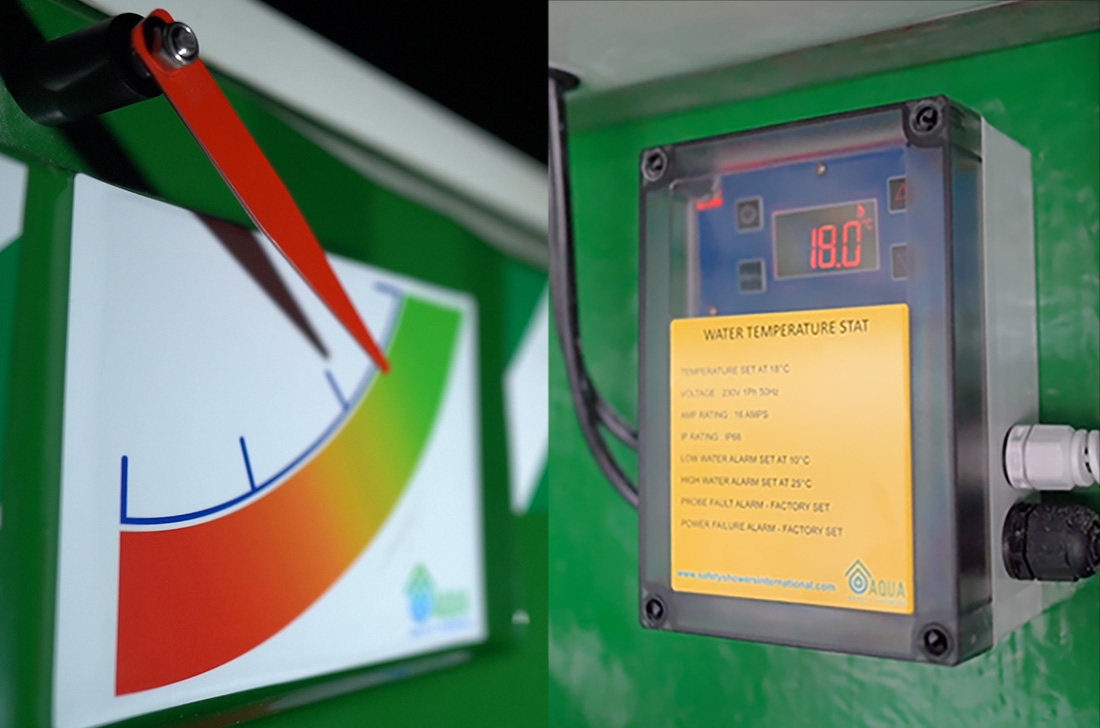 18.0
°C
WATER TEMPERATURE STAT
TEMPERATURE SET AT 18°C
VOLTAGE : 230V 1Ph 50Hz
AMP RATING : 16 AMPS
IP RATING : IP66
LOW WATER ALARM SET AT 10°C
HIGH WATER ALARM SET AT 25°C
PROBE FAULT ALARM - FACTORY SET
POWER FAILURE ALARM - FACTORY SET
www.safetyshowersinternational.com
AQUA